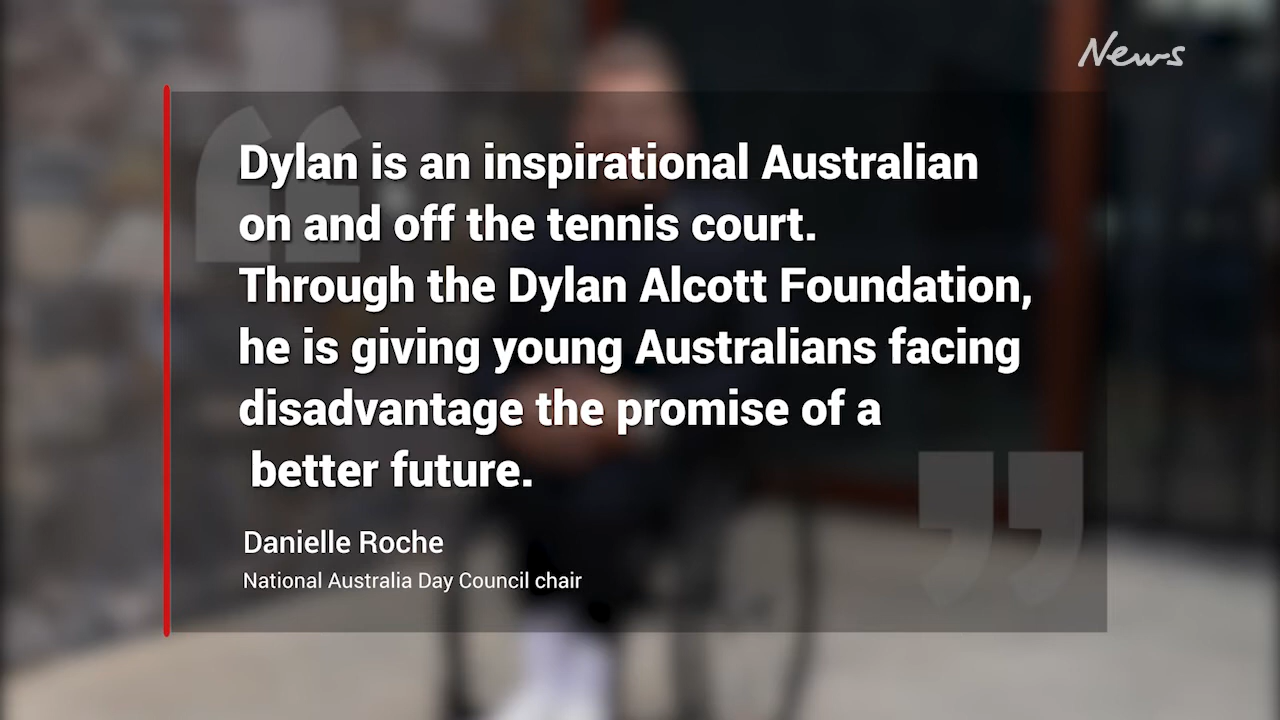 News
Dylan is an inspirational Australian
on and off the tennis court.
Through the Dylan Alcott Foundation,
he is giving young Australians facing
disadvantage the promise of a
better future.
Danielle Roche
National Australia Day Council chair